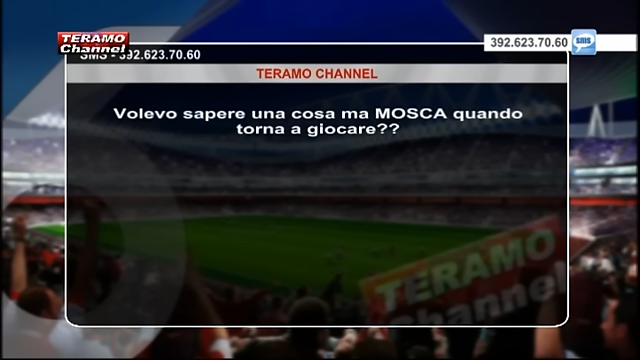 TERAMO
Channel
392.623.70.60
sms
SMS - 392.623.70.60
TERAMO CHANNEL
Volevo sapere una cosa ma MOSCA quando
torna a giocare??
TERAMO
Channel